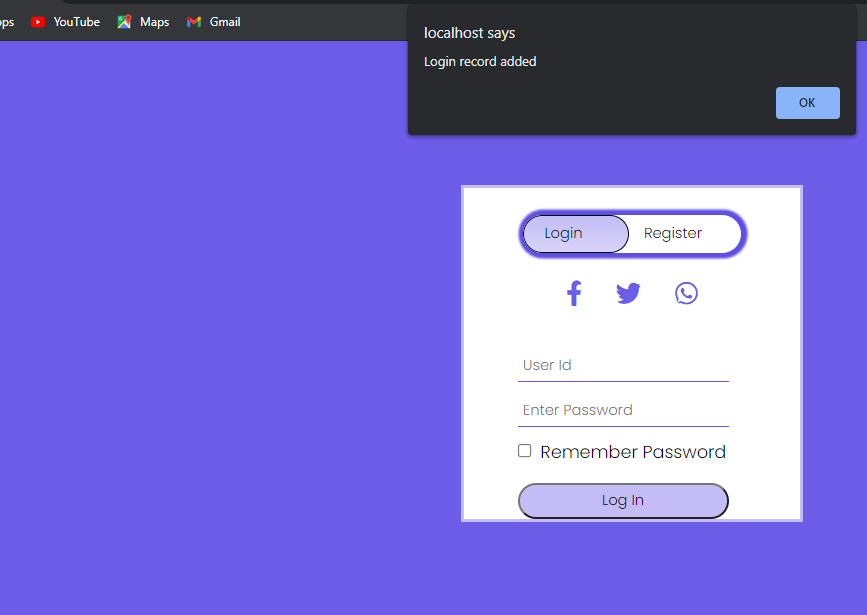 ps YouTube Maps Gmail
localhost says
Login record added
OK
Login Register
User Id
Enter Password
Remember Password
Log In